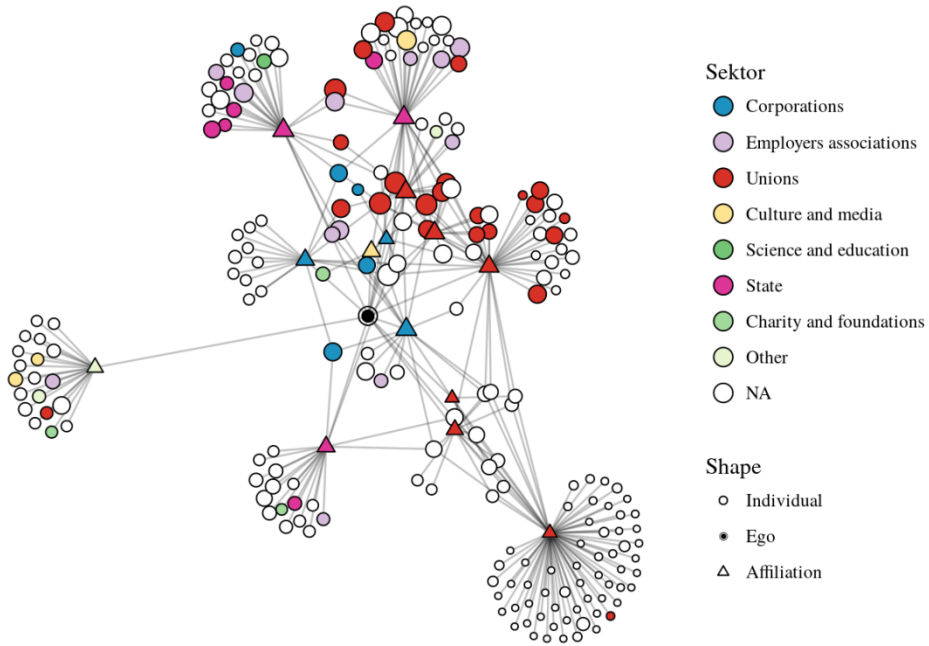 Sektor
Corporations
Employers associations
Unions
Culture and media
Science and education
State
Charity and foundations
Other
NA
Shape
Individual
Ego
Affiliation